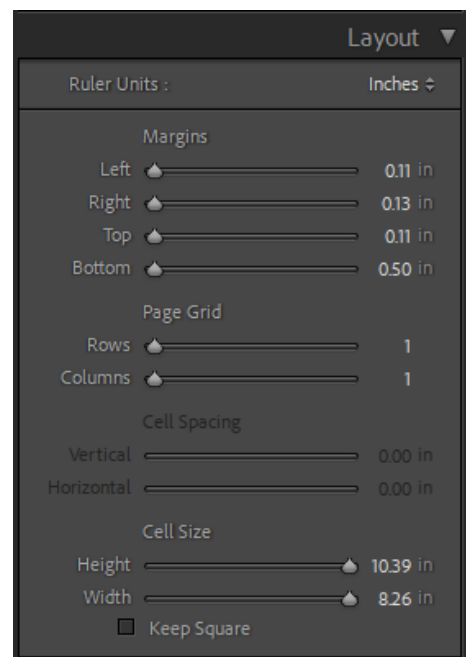 Layout ▼
Ruler Units : Inches
Margins
Left 0.11 in
Right 0.13 in
Top 0.11 in
Bottom 0.50 in
Page Grid
Rows 1
Columns 1
Cell Spacing
Vertical 0.00 in
Horizontal 0.00 in
Cell Size
Height 10.39 in
Width 8.26 in
Keep Square